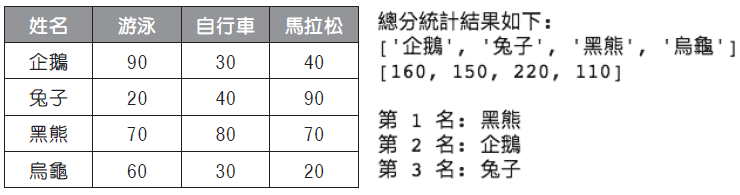 姓名 游泳 自行車 馬拉松
企鵝 90 30 40
兔子 20 40 90
黑熊 70 80 70
烏龜 60 30 20
總分統計結果如下:
['企鵝', '兔子', '黑熊', '烏龜']
[160, 150, 220, 110]
第 1 名: 黑熊
第 2 名: 企鵝
第 3 名: 兔子